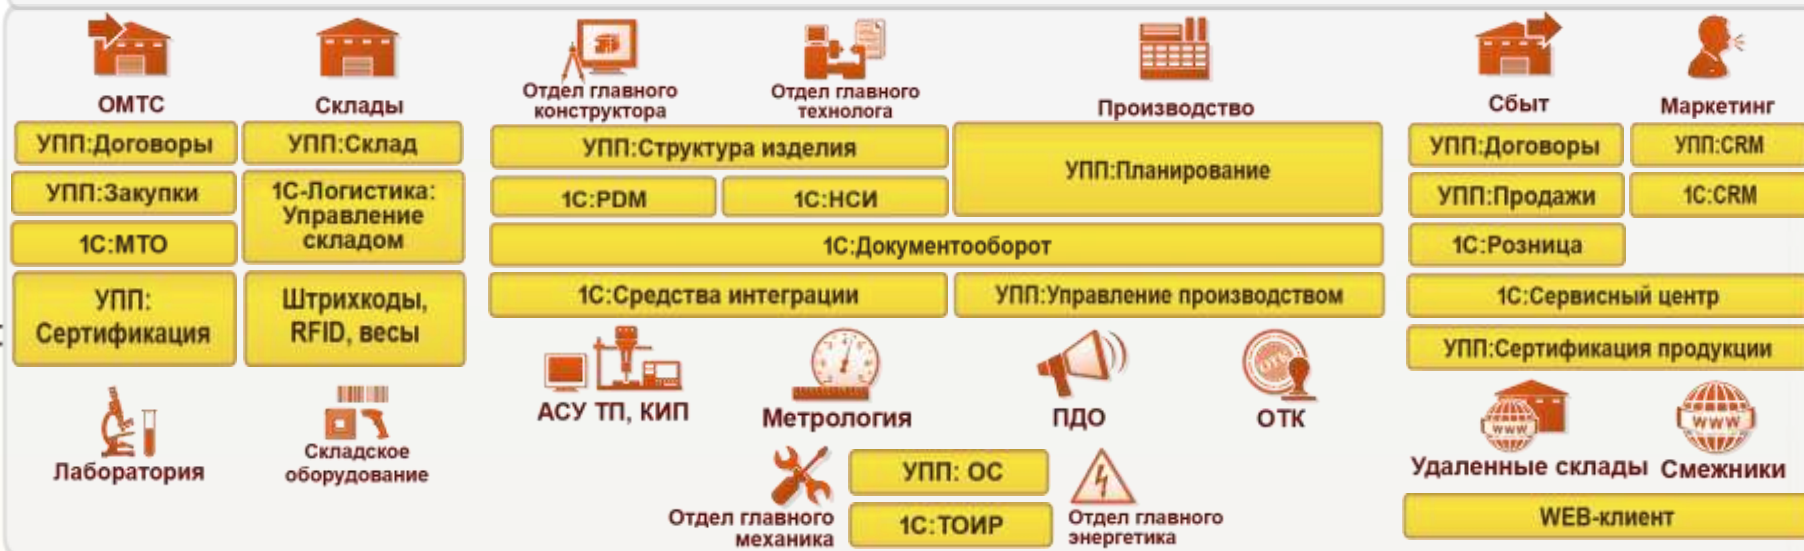 ОМТС
УПП:Договоры
УПП:Закупки
1С:МТО
УПП:
Сертификация
Лаборатория
Склады
УПП:Склад
1С-Логистика:
Управление
складом
Штрихкоды,
RFID, весы
Складское
оборудование
Отдел главного
конструктора
Отдел главного
технолога
Производство
УПП:Структура изделия
УПП:Планирование
1С:PDM
1С:НСИ
1С:Документооборот
1С:Средства интеграции
УПП:Управление производством
АСУ ТП, КИП
Метрология
ПДО
ОТК
УПП: ОС
1С:ТОИР
Отдел главного
механика
Отдел главного
энергетика
Сбыт
Маркетинг
УПП:Договоры
УПП:CRM
УПП:Продажи
1С:CRM
1С:Розница
1С:Сервисный центр
УПП:Сертификация продукции
www
www
Удаленные склады
Смежники
WEB-клиент